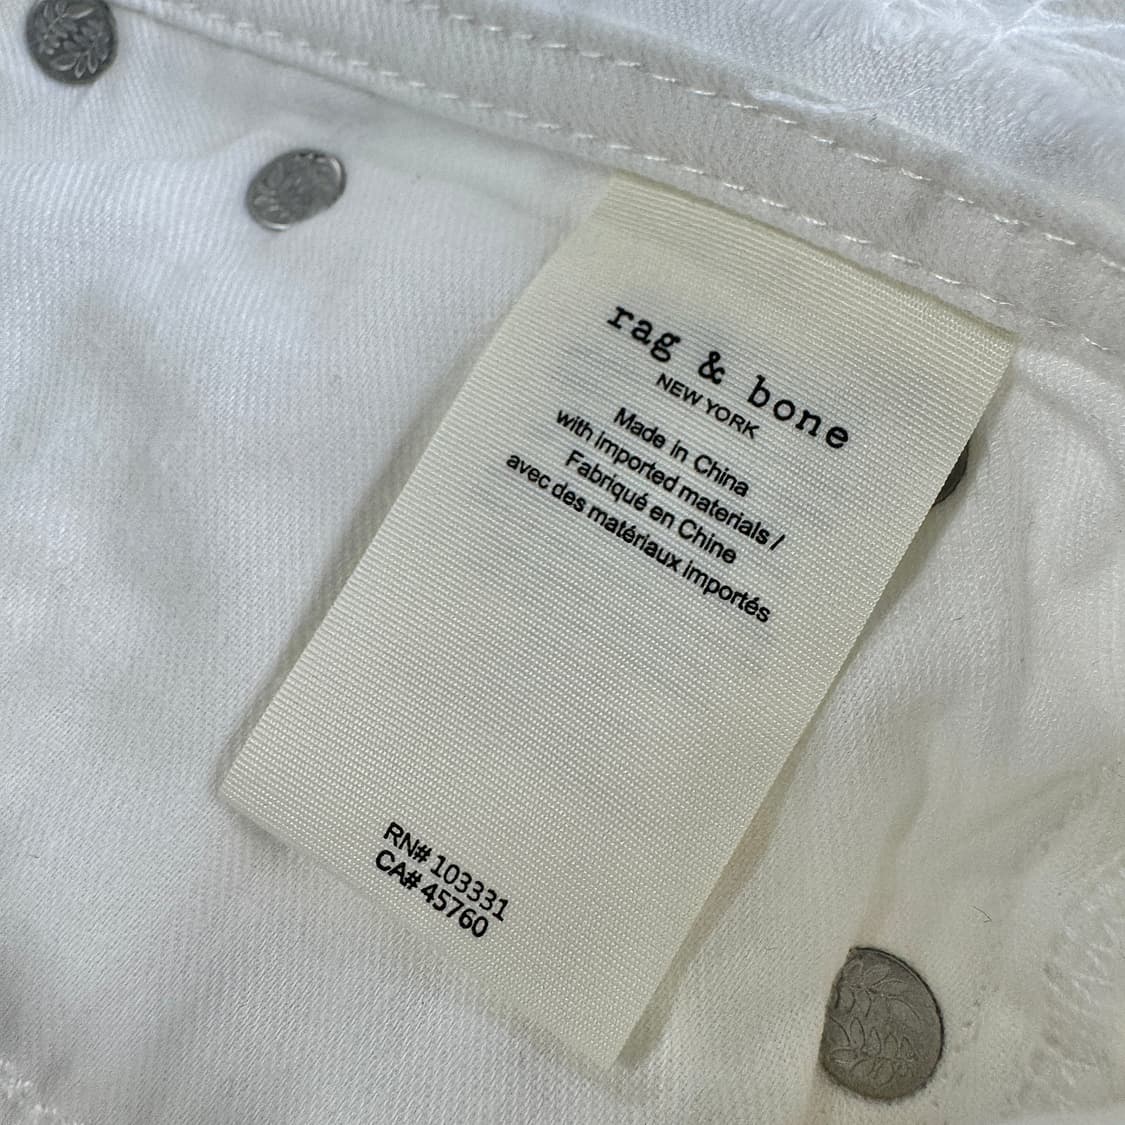 rag & bone
NEW YORK
Made in China
with imported materials /
Fabriqué en Chine
avec des matériaux importés
RN# 103331
CA# 45760